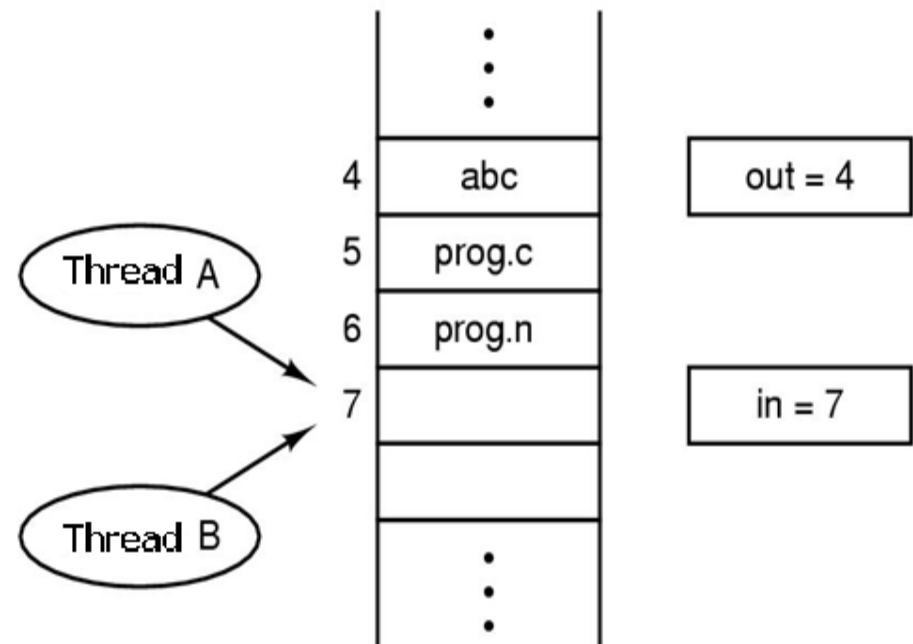 4 abc
out = 4
Thread A
5 prog.c
6 prog.n
7
in = 7
Thread B